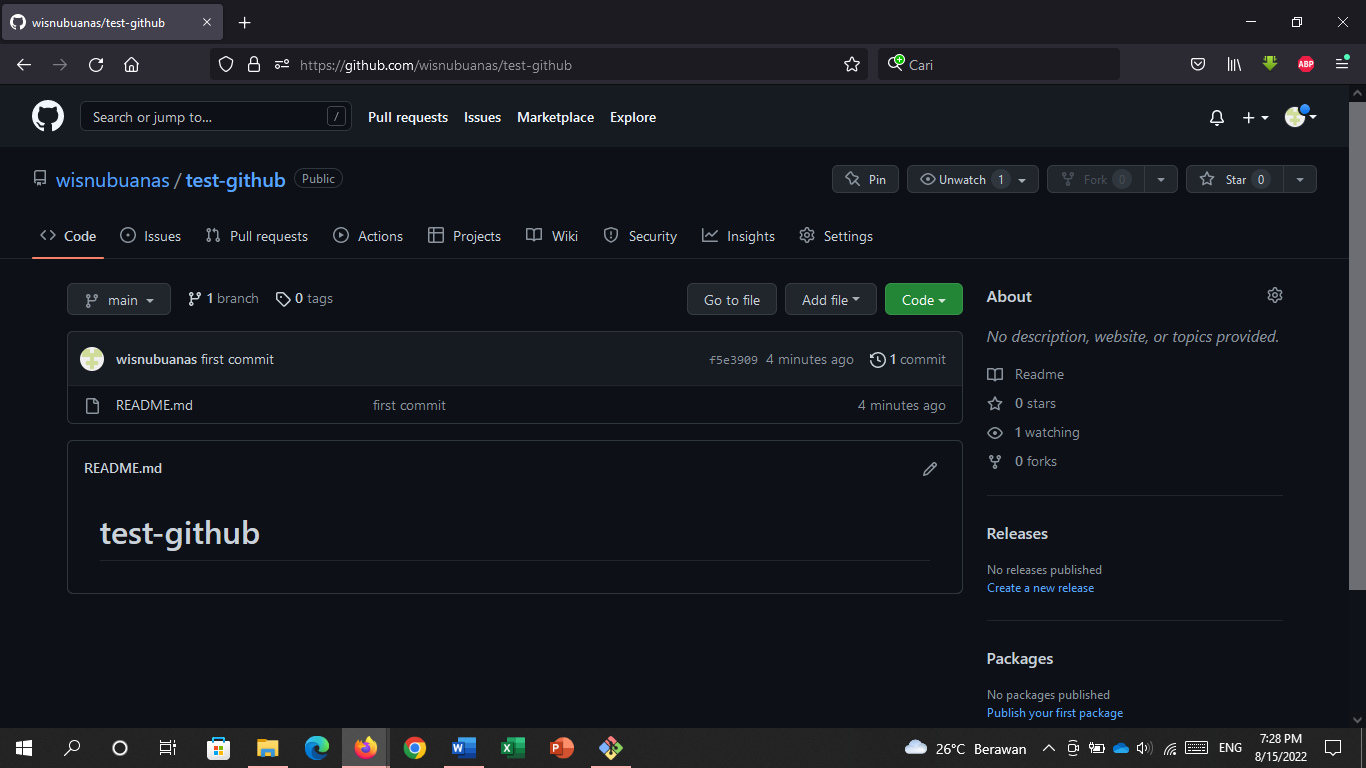 wisnubuanas/test-github
https://github.com/wisnubuanas/test-github
Cari
ABP
Search or jump to... /
Pull requests Issues Marketplace Explore
wisnubuanas / test-github Public
Pin Unwatch 1 Fork 0 Star 0
Code Issues Pull requests Actions Projects Wiki Security Insights Settings
main 1 branch 0 tags Go to file Add file Code
wisnubuanas first commit f5e3909 4 minutes ago 1 commit
README.md first commit 4 minutes ago
README.md
test-github
About
No description, website, or topics provided.
Readme
0 stars
1 watching
0 forks
Releases
No releases published
Create a new release
Packages
No packages published
Publish your first package
26°C Berawan ENG 7:28 PM
8/15/2022